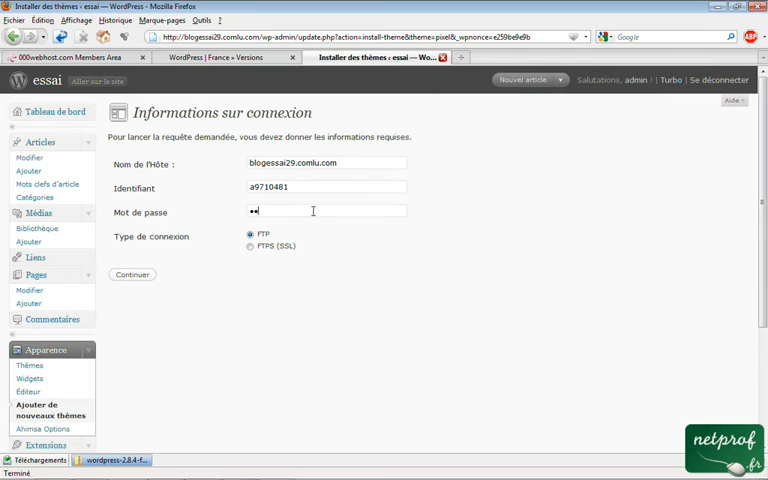 Installer des thèmes ‹ essai — WordPress - Mozilla Firefox
Fichier Édition Affichage Historique Marque-pages Outils ?
http://blogessai29.comlu.com/wp-admin/update.php?action=install-theme&theme=pixel&_wpnonce=e259be9e9b
Google
ABP
000webhost.com Members Area
WordPress | France » Versions
Installer des thèmes ‹ essai — Wo...
essai
Aller sur le site
Nouvel article
Salutations, admin ! | Turbo | Se déconnecter
Aide
Tableau de bord
Informations sur connexion
Pour lancer la requête demandée, vous devez donner les informations requises.
Articles
Modifier
Ajouter
Mots clefs d'article
Catégories
Médias
Bibliothèque
Ajouter
Liens
Pages
Modifier
Ajouter
Commentaires
Apparence
Thèmes
Widgets
Éditeur
Ajouter de
nouveaux thèmes
Ahimsa Options
Extensions
Nom de l'Hôte : blogessai29.comlu.com
Identifiant a9710481
Mot de passe ••
Type de connexion FTP
FTPS (SSL)
Continuer
netprof
.fr
Téléchargements
wordpress-2.8.4-f...
Terminé